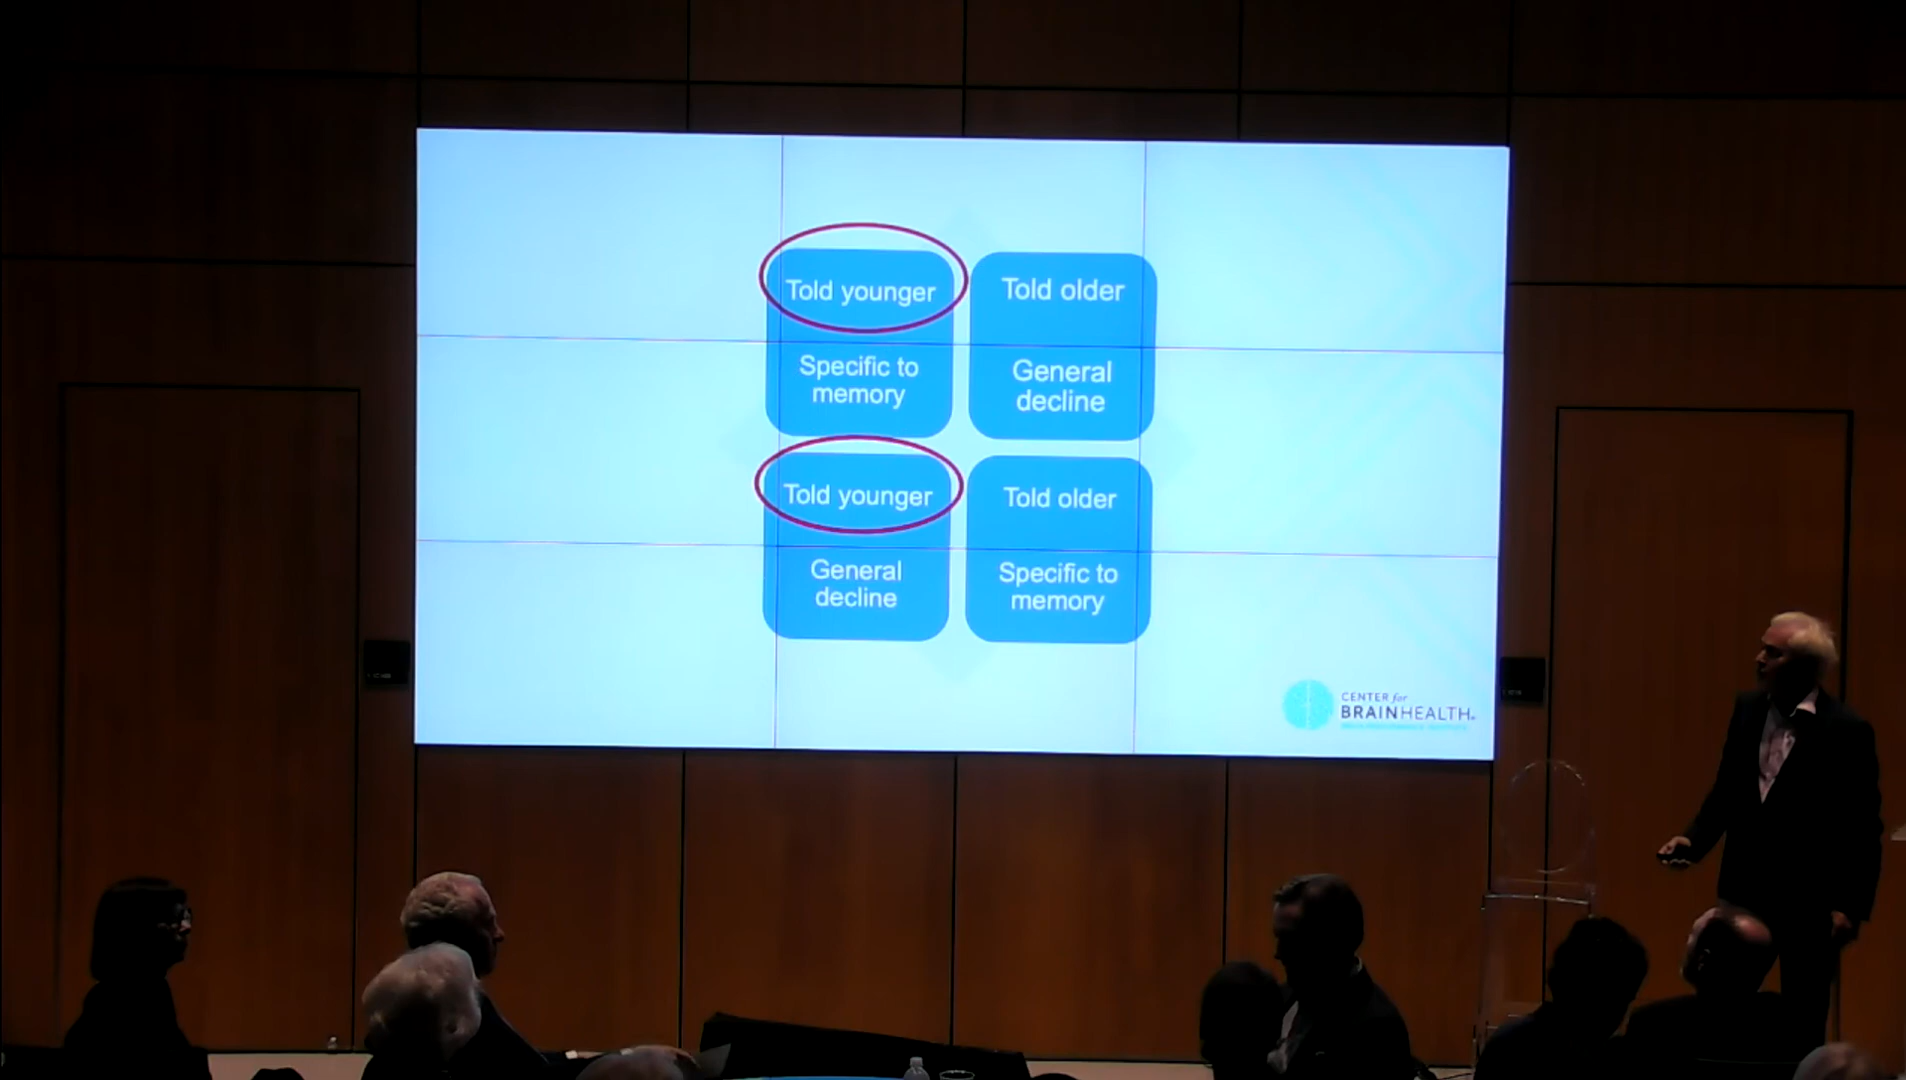 Told younger
Specific to
memory
Told older
General
decline
Told younger
General
decline
Told older
Specific to
memory
CENTER for
BRAINHEALTH